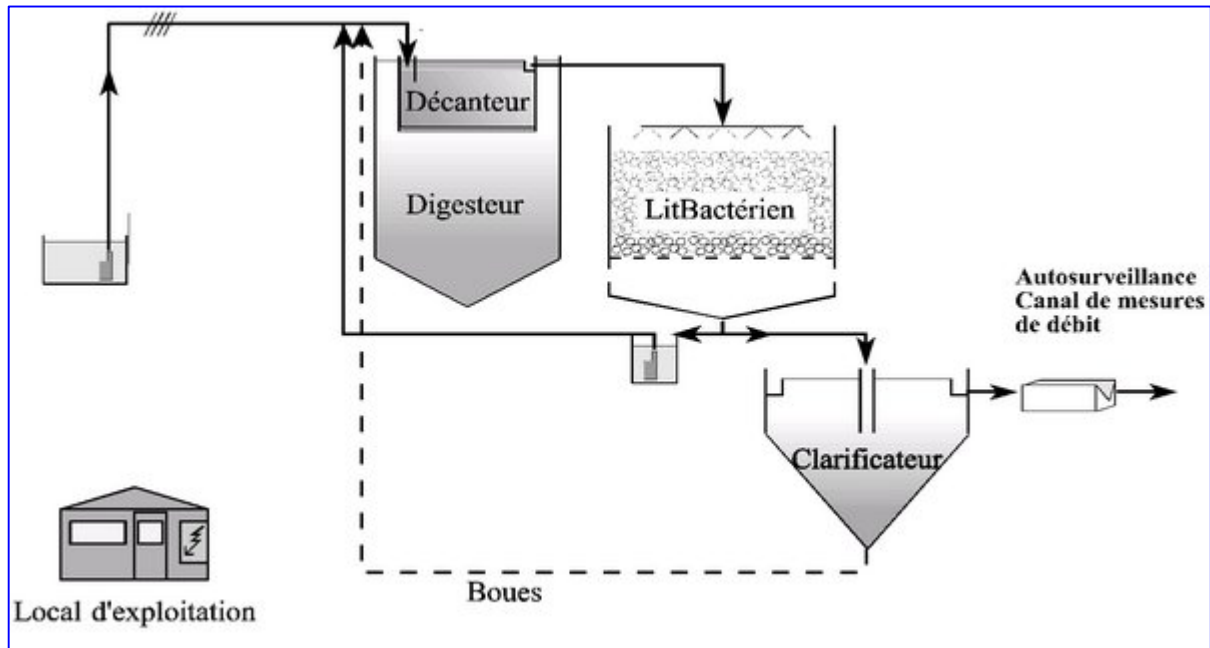 Décanteur
Digesteur
LitBactérien
Autosurveillance
Canal de mesures
de débit
Clarificateur
Boues
Local d'exploitation